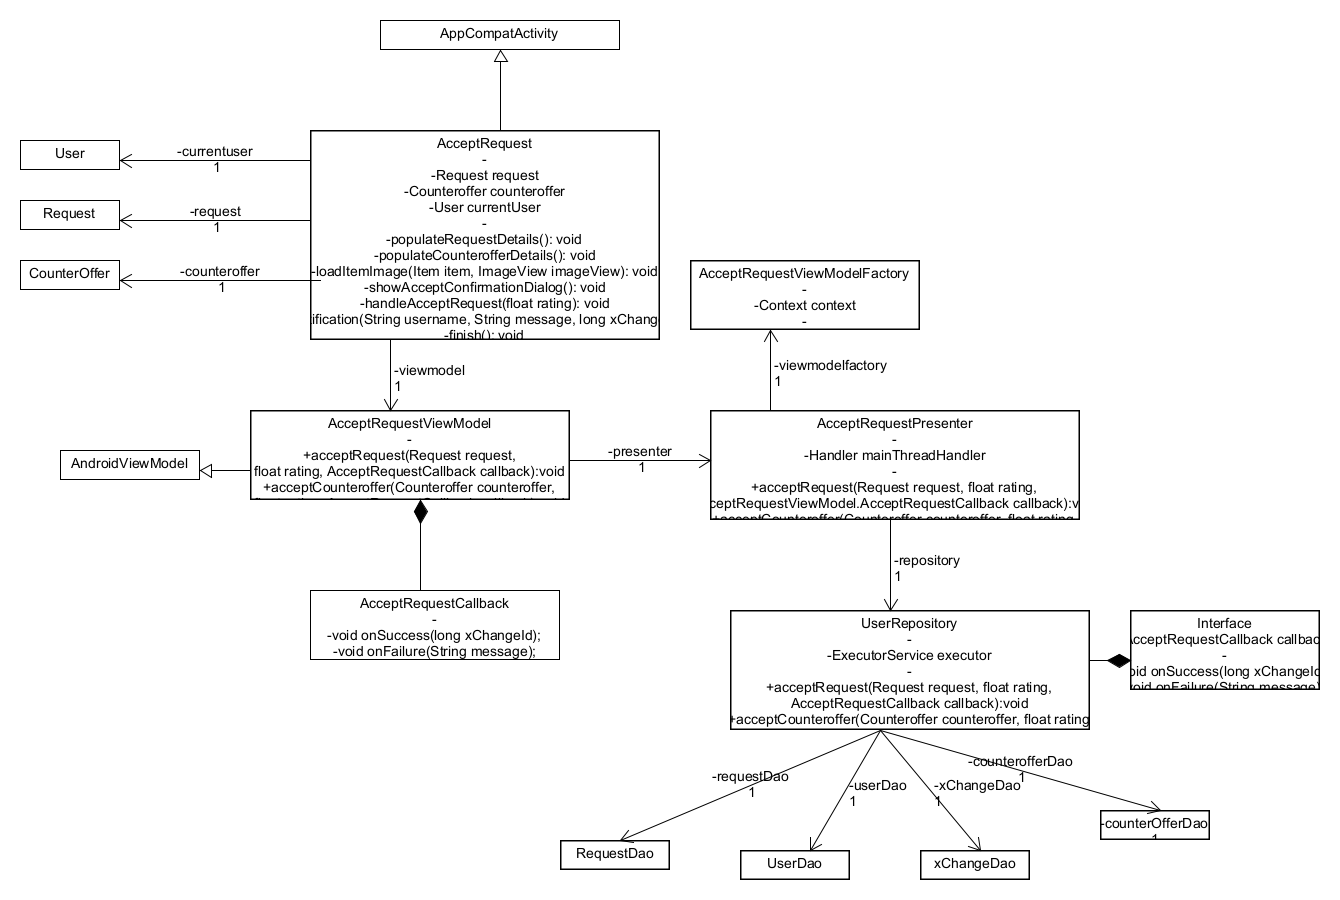 AppCompatActivity
AcceptRequest
-
-Request request
-Counteroffer counteroffer
-User currentUser
-
-populateRequestDetails(): void
-populateCounterofferDetails(): void
-loadItemImage(Item item, ImageView imageView): void
-showAcceptConfirmationDialog(): void
-handleAcceptRequest(float rating): void
ification(String username, String message, long xChang
-finish(): void
User
-currentuser
1
Request
-request
1
CounterOffer
-counteroffer
1
AcceptRequestViewModelFactory
-
-Context context
-
-viewmodel
1
-viewmodelfactory
1
AcceptRequestViewModel
-
+acceptRequest(Request request,
float rating, AcceptRequestCallback callback):void
+acceptCounteroffer(Counteroffer counteroffer,
AndroidViewModel
-presenter
1
AcceptRequestPresenter
-
-Handler mainThreadHandler
-
+acceptRequest(Request request, float rating,
ceptRequestViewModel.AcceptRequestCallback callback):v
+acceptCounteroffer(Counteroffer counteroffer, float rating
AcceptRequestCallback
-
-void onSuccess(long xChangeId);
-void onFailure(String message);
-repository
1
UserRepository
-
-ExecutorService executor
-
+acceptRequest(Request request, float rating,
AcceptRequestCallback callback):void
+acceptCounteroffer(Counteroffer counteroffer, float rating
Interface
AcceptRequestCallback callbac
-
oid onSuccess(long xChangeId
void onFailure(String message)
-requestDao
1
-userDao
1
-xChangeDao
1
-counterofferDao
1
RequestDao
UserDao
xChangeDao
-counterOfferDao
1